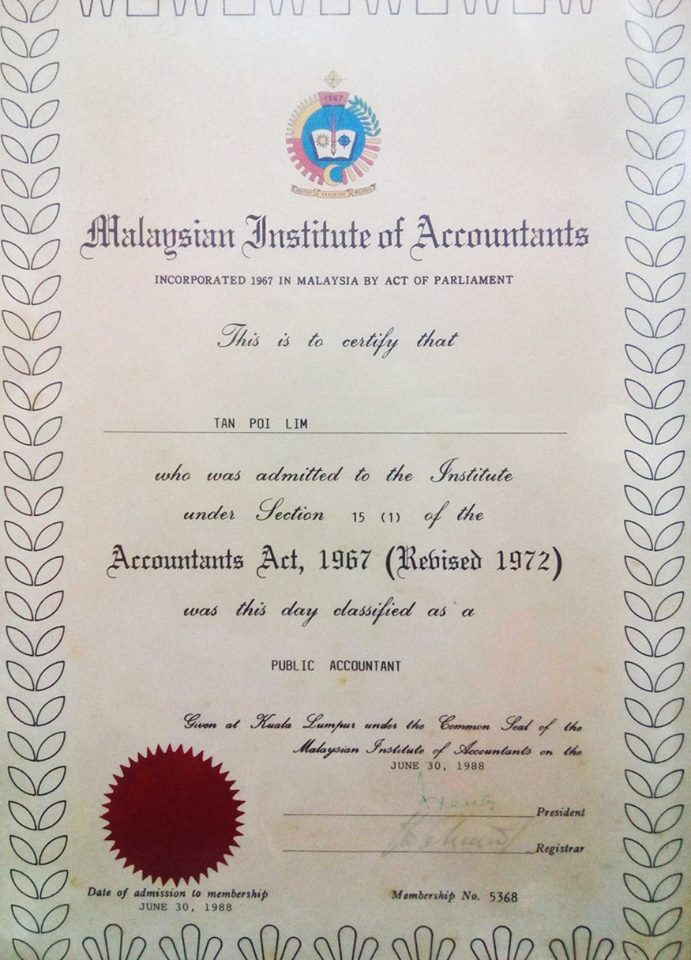 1967
Malaysian Institute of Accountants
INCORPORATED 1967 IN MALAYSIA BY ACT OF PARLIAMENT
This is to certify that
TAN POI LIM
who was admitted to the Institute
under Section 15 (1) of the
Accountants Act, 1967 (Revised 1972)
was this day classified as a
PUBLIC ACCOUNTANT
Given at Kuala Lumpur under the Common Seal of the
Malaysian Institute of Accountants on the
JUNE 30, 1988
President
Registrar
Date of admission to membership
JUNE 30, 1988
Membership No. 5368